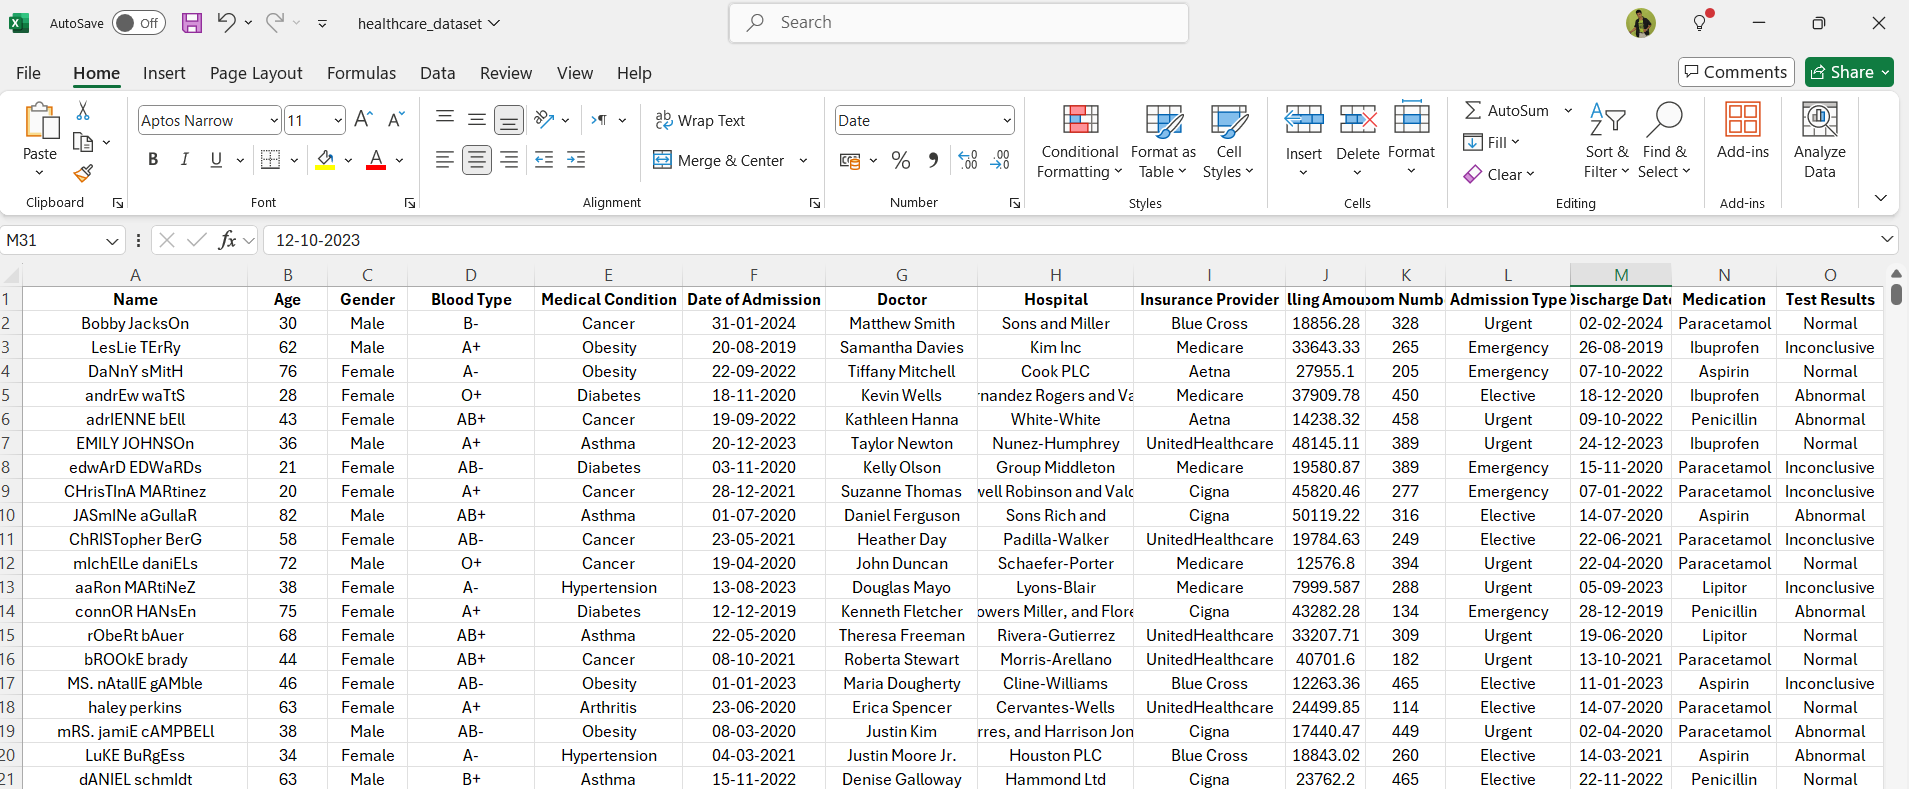 AutoSave Off healthcare_dataset Search
File Home Insert Page Layout Formulas Data Review View Help Comments Share
Paste
Clipboard
Aptos Narrow 11
B I U A
Font
Wrap Text
Merge & Center
Alignment
Date
% 9 .00
Number
Conditional Formatting
Format as Table
Cell Styles
Styles
Insert Delete Format
Cells
AutoSum
Fill
Clear
Sort & Filter
Find & Select
Editing
Add-ins
Add-ins
Analyze Data
M31 fx 12-10-2023
A B C D E F G H I J K L M N O
1 Name Age Gender Blood Type Medical Condition Date of Admission Doctor Hospital Insurance Provider lling Amou oom Numb Admission Type Discharge Date Medication Test Results
2 Bobby JacksOn 30 Male B- Cancer 31-01-2024 Matthew Smith Sons and Miller Blue Cross 18856.28 328 Urgent 02-02-2024 Paracetamol Normal
3 LesLie TErRy 62 Male A+ Obesity 20-08-2019 Samantha Davies Kim Inc Medicare 33643.33 265 Emergency 26-08-2019 Ibuprofen Inconclusive
4 DaNnY sMitH 76 Female A- Obesity 22-09-2022 Tiffany Mitchell Cook PLC Aetna 27955.1 205 Emergency 07-10-2022 Aspirin Normal
5 andrEw waTtS 28 Female O+ Diabetes 18-11-2020 Kevin Wells rnandez Rogers and Va Medicare 37909.78 450 Elective 18-12-2020 Ibuprofen Abnormal
6 adrIENNE bEll 43 Female AB+ Cancer 19-09-2022 Kathleen Hanna White-White Aetna 14238.32 458 Urgent 09-10-2022 Penicillin Abnormal
7 EMILY JOHNSOn 36 Male A+ Asthma 20-12-2023 Taylor Newton Nunez-Humphrey UnitedHealthcare 48145.11 389 Urgent 24-12-2023 Ibuprofen Normal
8 edwArD EDWaRDs 21 Female AB- Diabetes 03-11-2020 Kelly Olson Group Middleton Medicare 19580.87 389 Emergency 15-11-2020 Paracetamol Inconclusive
9 CHrisTInA MARtinez 20 Female A+ Cancer 28-12-2021 Suzanne Thomas well Robinson and Vald Cigna 45820.46 277 Emergency 07-01-2022 Paracetamol Inconclusive
10 JASmINe aGuIlaR 82 Male AB+ Asthma 01-07-2020 Daniel Ferguson Sons Rich and Cigna 50119.22 316 Elective 14-07-2020 Aspirin Abnormal
11 ChRISTopher BerG 58 Female AB- Cancer 23-05-2021 Heather Day Padilla-Walker UnitedHealthcare 19784.63 249 Elective 22-06-2021 Paracetamol Inconclusive
12 mIchElLe daniELs 72 Male O+ Cancer 19-04-2020 John Duncan Schaefer-Porter Medicare 12576.8 394 Urgent 22-04-2020 Paracetamol Normal
13 aaRon MARtiNeZ 38 Female A- Hypertension 13-08-2023 Douglas Mayo Lyons-Blair Medicare 7999.587 288 Urgent 05-09-2023 Lipitor Inconclusive
14 connOR HANsEn 75 Female A+ Diabetes 12-12-2019 Kenneth Fletcher owers Miller, and Flore Cigna 43282.28 134 Emergency 28-12-2019 Penicillin Abnormal
15 rObeRt bAuer 68 Female AB+ Asthma 22-05-2020 Theresa Freeman Rivera-Gutierrez UnitedHealthcare 33207.71 309 Urgent 19-06-2020 Lipitor Normal
16 bROOkE brady 44 Female AB+ Cancer 08-10-2021 Roberta Stewart Morris-Arellano UnitedHealthcare 40701.6 182 Urgent 13-10-2021 Paracetamol Normal
17 MS. nAtalIE gAMble 46 Female AB- Obesity 01-01-2023 Maria Dougherty Cline-Williams Blue Cross 12263.36 465 Elective 11-01-2023 Aspirin Inconclusive
18 haley perkins 63 Female A+ Arthritis 23-06-2020 Erica Spencer Cervantes-Wells UnitedHealthcare 24499.85 114 Elective 14-07-2020 Paracetamol Normal
19 mRS. jamiE cAMPBELl 38 Male AB- Obesity 08-03-2020 Justin Kim rres, and Harrison Jon Cigna 17440.47 449 Urgent 02-04-2020 Paracetamol Abnormal
20 LuKE BuRgEss 34 Female A- Hypertension 04-03-2021 Justin Moore Jr. Houston PLC Blue Cross 18843.02 260 Elective 14-03-2021 Aspirin Abnormal
21 dANIEL schmIdt 63 Male B+ Asthma 15-11-2022 Denise Galloway Hammond Ltd Cigna 23762.2 465 Elective 22-11-2022 Penicillin Normal